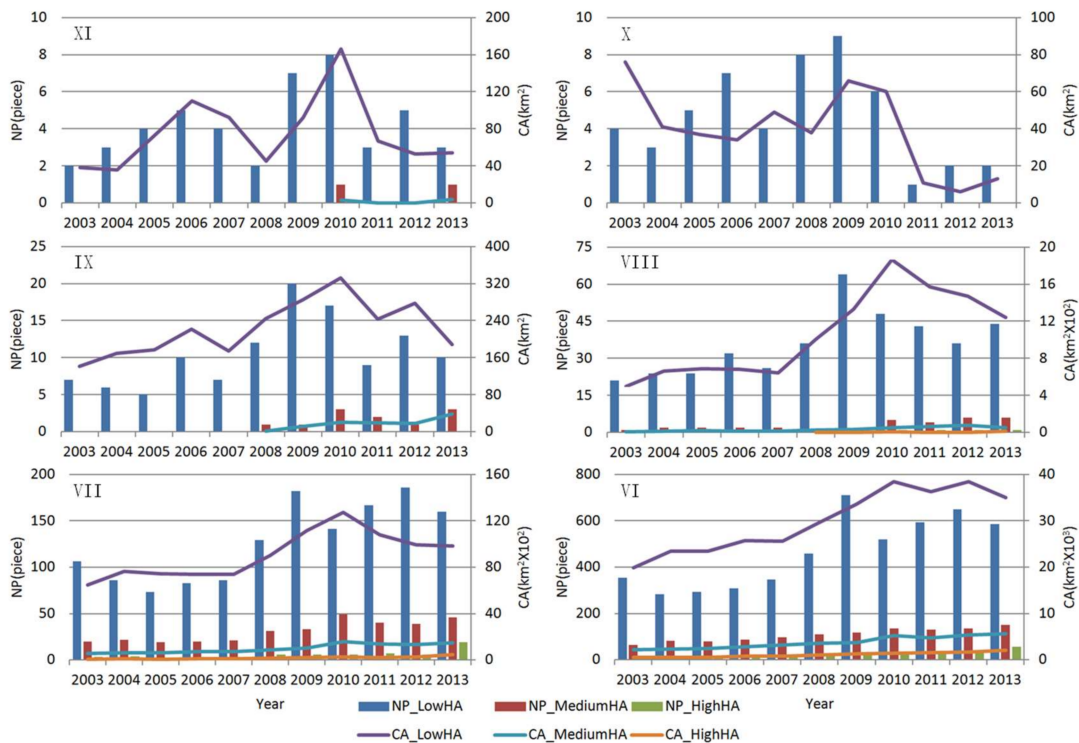 XI
NP(piece)
10
8
6
4
2
0
200
160
120
80
40
0
CA(km²)
2003 2004 2005 2006 2007 2008 2009 2010 2011 2012 2013
X
NP(piece)
10
8
6
4
2
0
100
80
60
40
20
0
CA(km²)
2003 2004 2005 2006 2007 2008 2009 2010 2011 2012 2013
IX
NP(piece)
25
20
15
10
5
0
400
320
240
160
80
0
CA(km²)
2003 2004 2005 2006 2007 2008 2009 2010 2011 2012 2013
VIII
NP(piece)
75
60
45
30
15
0
20
16
12
8
4
0
CA(km²X10²)
2003 2004 2005 2006 2007 2008 2009 2010 2011 2012 2013
VII
NP(piece)
200
150
100
50
0
160
120
80
40
0
CA(km²X10²)
2003 2004 2005 2006 2007 2008 2009 2010 2011 2012 2013
Year
VI
NP(piece)
800
600
400
200
0
40
30
20
10
0
CA(km²X10³)
2003 2004 2005 2006 2007 2008 2009 2010 2011 2012 2013
Year
NP_LowHA NP_MediumHA NP_HighHA
CA_LowHA CA_MediumHA CA_HighHA